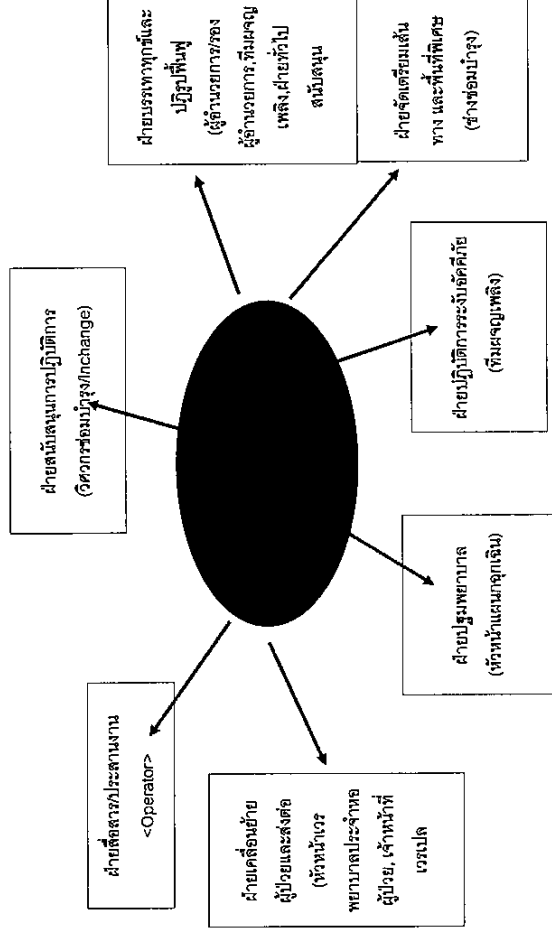 ฝ่ายสื่อสาร/ประสานงาน
<Operator>
ฝ่ายสนับสนุนการปฏิบัติการ
(วิศวกรซ่อมบำรุง/Inchange)
ฝ่ายบรรเทาทุกข์และ
ปฏิรูปฟื้นฟู
(ผู้อำนวยการ/รอง
ผู้อำนวยการ,ทีมผจญ
เพลิง,ฝ่ายทั่วไป
สนับสนุน
ฝ่ายเคลื่อนย้าย
ผู้ป่วยและส่งต่อ
(หัวหน้าเวร
พยาบาลประจำหอ
ผู้ป่วย, เจ้าหน้าที่
เวรเปล
ฝ่ายปฐมพยาบาล
(หัวหน้าแผนกฉุกเฉิน)
ฝ่ายปฏิบัติการระงับอัคคีภัย
(ทีมผจญเพลิง)
ฝ่ายจัดเตรียมเส้น
ทาง และพื้นที่พิเศษ
(ช่างซ่อมบำรุง)